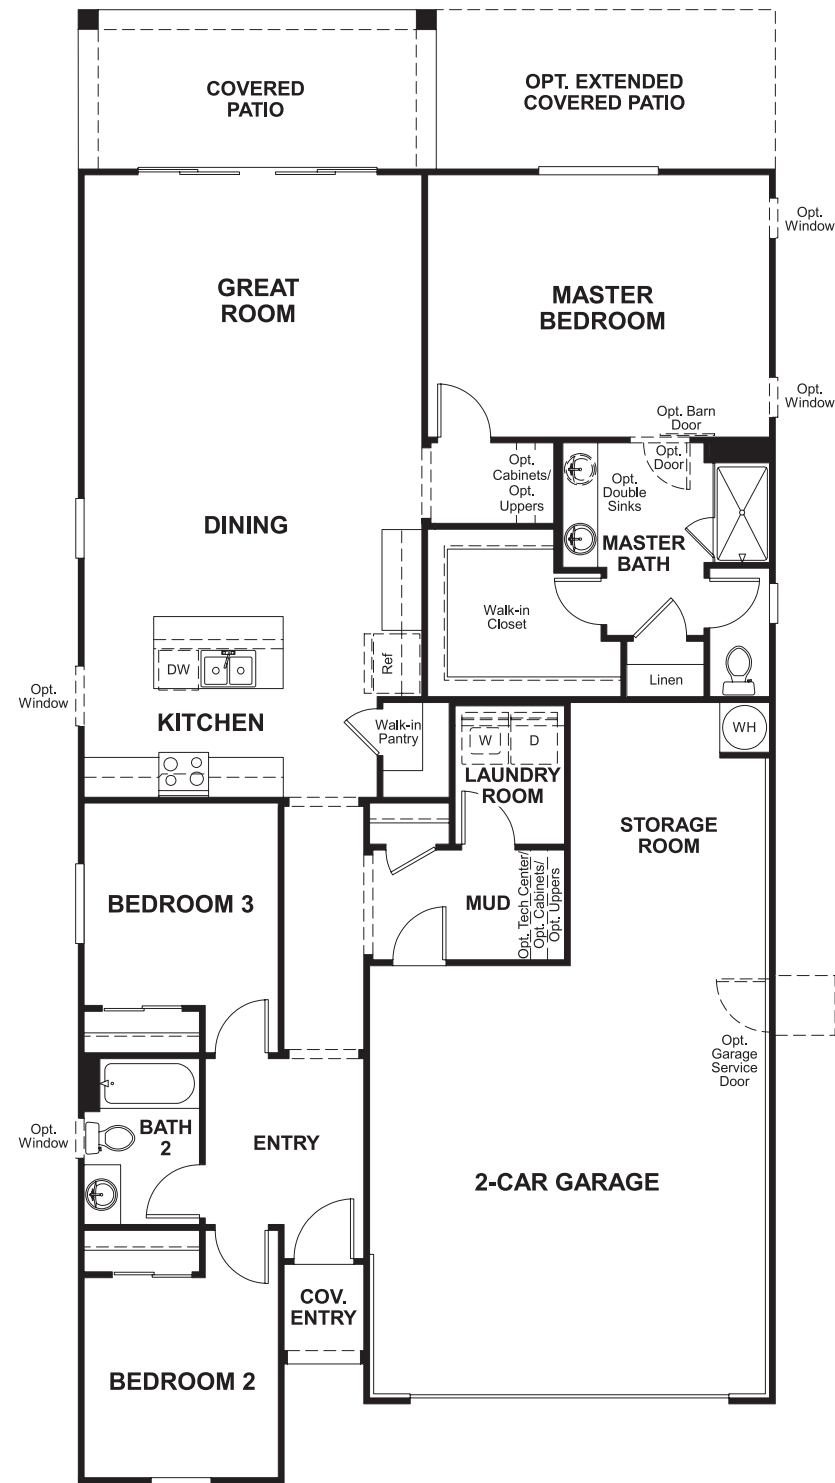 COVERED
PATIO
OPT. EXTENDED
COVERED PATIO
Opt.
Window
GREAT
ROOM
MASTER
BEDROOM
Opt.
Window
Opt. Barn
Door
Opt.
Door
Opt.
Cabinets/
Opt.
Uppers
Opt.
Double
Sinks
DINING
MASTER
BATH
Walk-in
Closet
Ref
DW
Linen
Opt.
Window
KITCHEN
Walk-in
Pantry
W
D
WH
LAUNDRY
ROOM
STORAGE
ROOM
BEDROOM 3
MUD
Opt. Tech Center/
Opt. Cabinets/
Opt. Uppers
Opt.
Garage
Service
Door
Opt.
Window
BATH
2
ENTRY
2-CAR GARAGE
COV.
ENTRY
BEDROOM 2